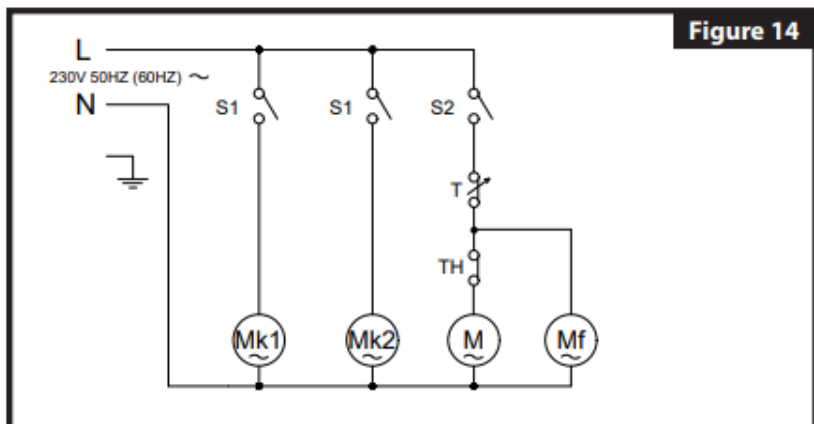 Figure 14
L
230V 50HZ (60HZ) ~
N
S1
S1
S2
T
TH
Mk1
Mk2
M
Mf